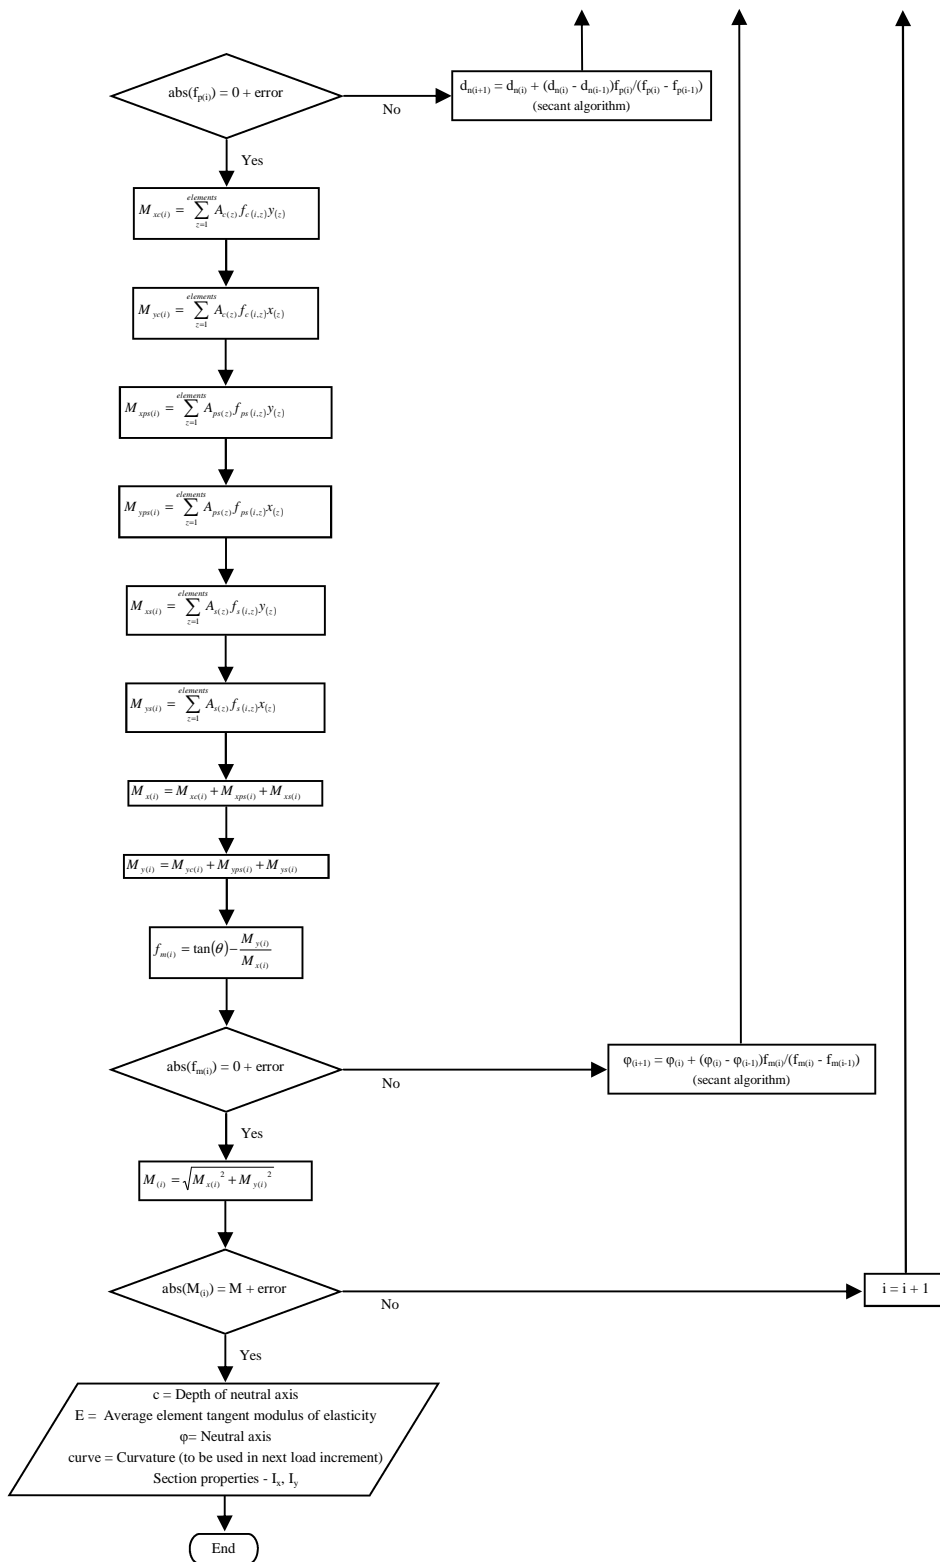 abs(f_p(i)) = 0 + error
No
d_n(i+1) = d_n(i) + (d_n(i) - d_n(i-1))f_p(i)/(f_p(i) - f_p(i-1))
(secant algorithm)
Yes
M_xc(i) = ∑_{z=1}^{elements} A_c(z) f_c(i,z) y_(z)
M_yc(i) = ∑_{z=1}^{elements} A_c(z) f_c(i,z) x_(z)
M_xps(i) = ∑_{z=1}^{elements} A_ps(z) f_ps(i,z) y_(z)
M_yps(i) = ∑_{z=1}^{elements} A_ps(z) f_ps(i,z) x_(z)
M_xs(i) = ∑_{z=1}^{elements} A_s(z) f_s(i,z) y_(z)
M_ys(i) = ∑_{z=1}^{elements} A_s(z) f_s(i,z) x_(z)
M_x(i) = M_xc(i) + M_xps(i) + M_xs(i)
M_y(i) = M_yc(i) + M_yps(i) + M_ys(i)
f_m(i) = tan(θ) − M_y(i) / M_x(i)
abs(f_m(i)) = 0 + error
No
φ_(i+1) = φ_(i) + (φ_(i) - φ_(i-1))f_m(i)/(f_m(i) - f_m(i-1))
(secant algorithm)
Yes
M_(i) = √(M_x(i)² + M_y(i)²)
abs(M_(i)) = M + error
No
i = i + 1
Yes
c = Depth of neutral axis
E = Average element tangent modulus of elasticity
φ= Neutral axis
curve = Curvature (to be used in next load increment)
Section properties - I_x, I_y
End